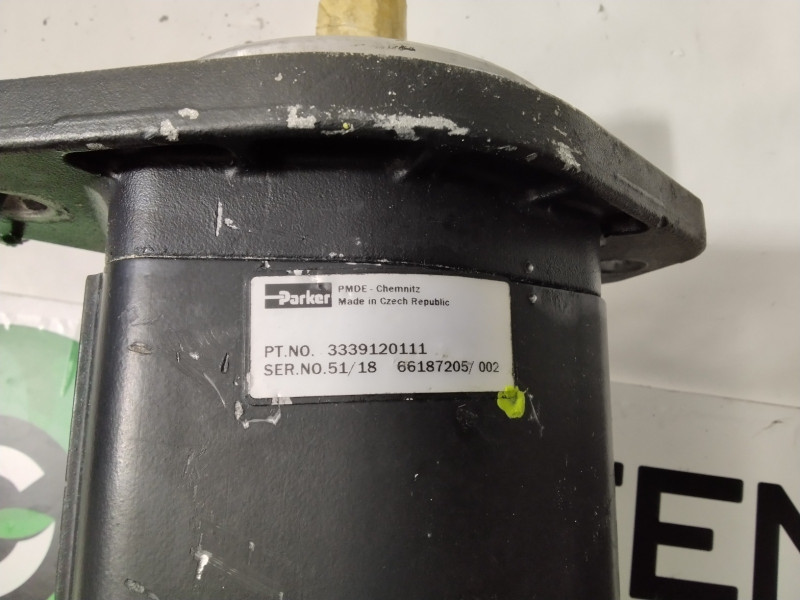 Parker
PMDE - Chemnitz
Made in Czech Republic
PT.NO. 3339120111
SER.NO.51/18 66187205/ 002
TEN